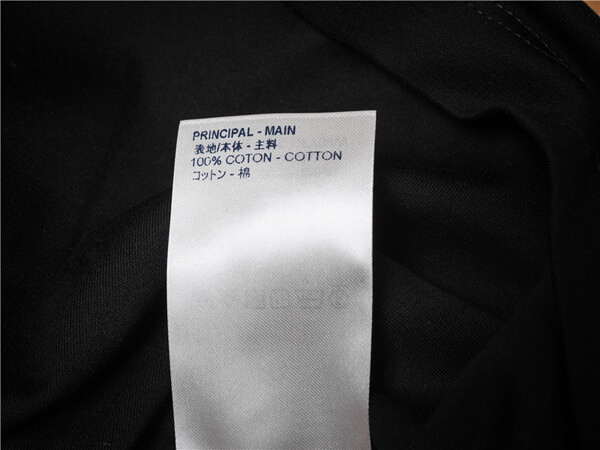 PRINCIPAL - MAIN
表地/本体 - 主料
100% COTON - COTTON
コットン - 棉